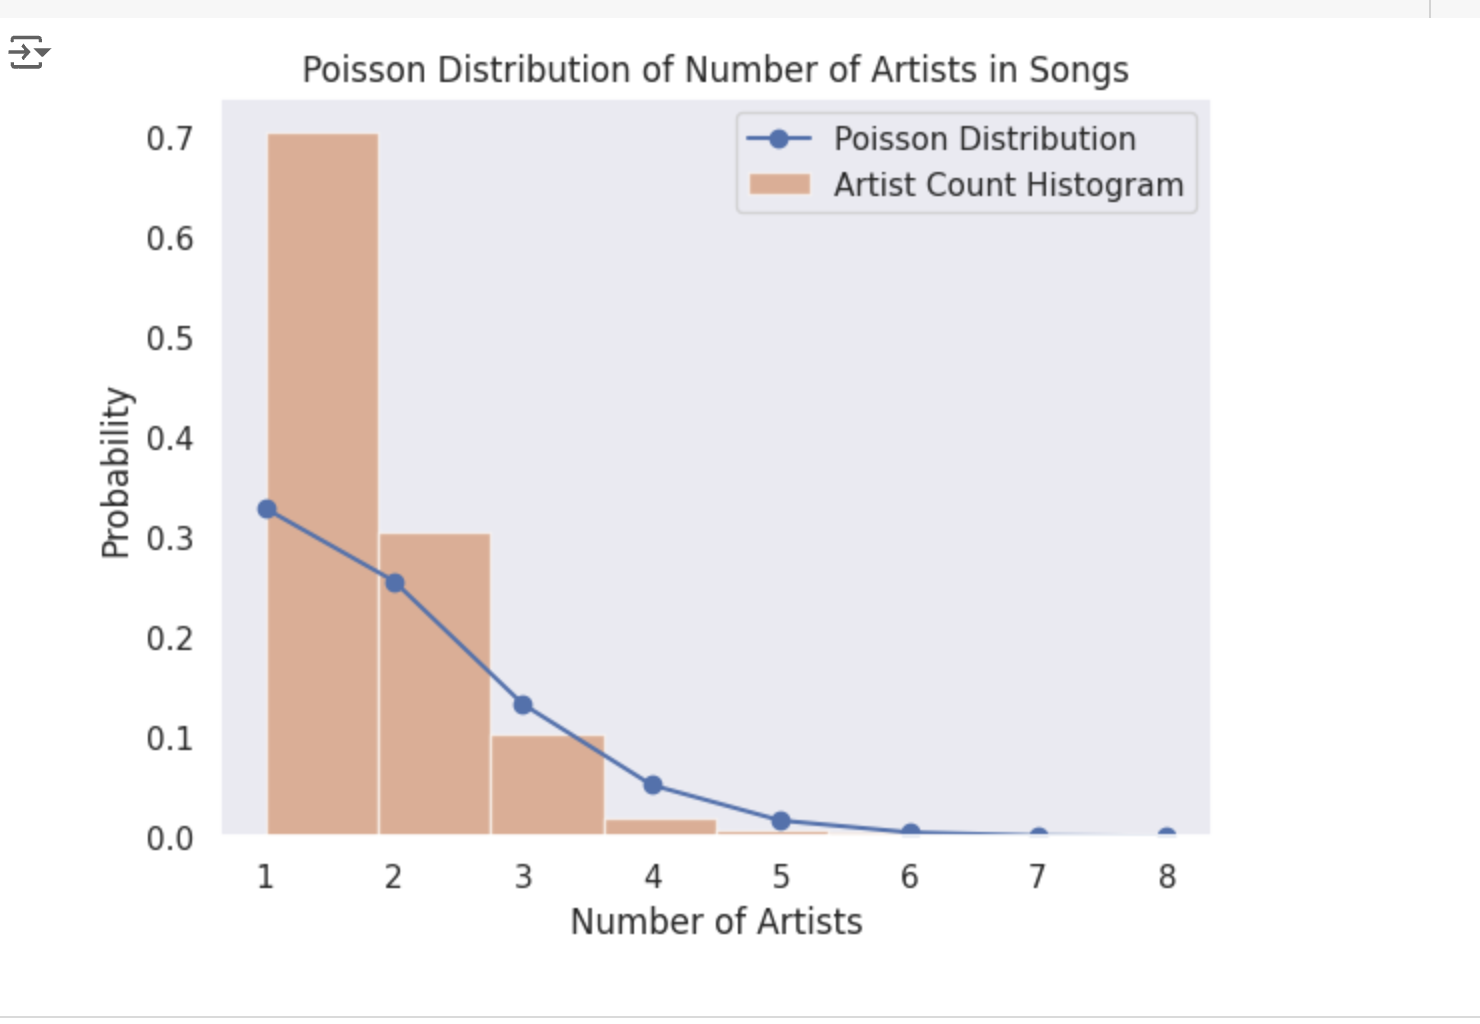 Poisson Distribution of Number of Artists in Songs
Poisson Distribution
Artist Count Histogram
0.7
0.6
0.5
0.4
0.3
0.2
0.1
0.0
Probability
1 2 3 4 5 6 7 8
Number of Artists